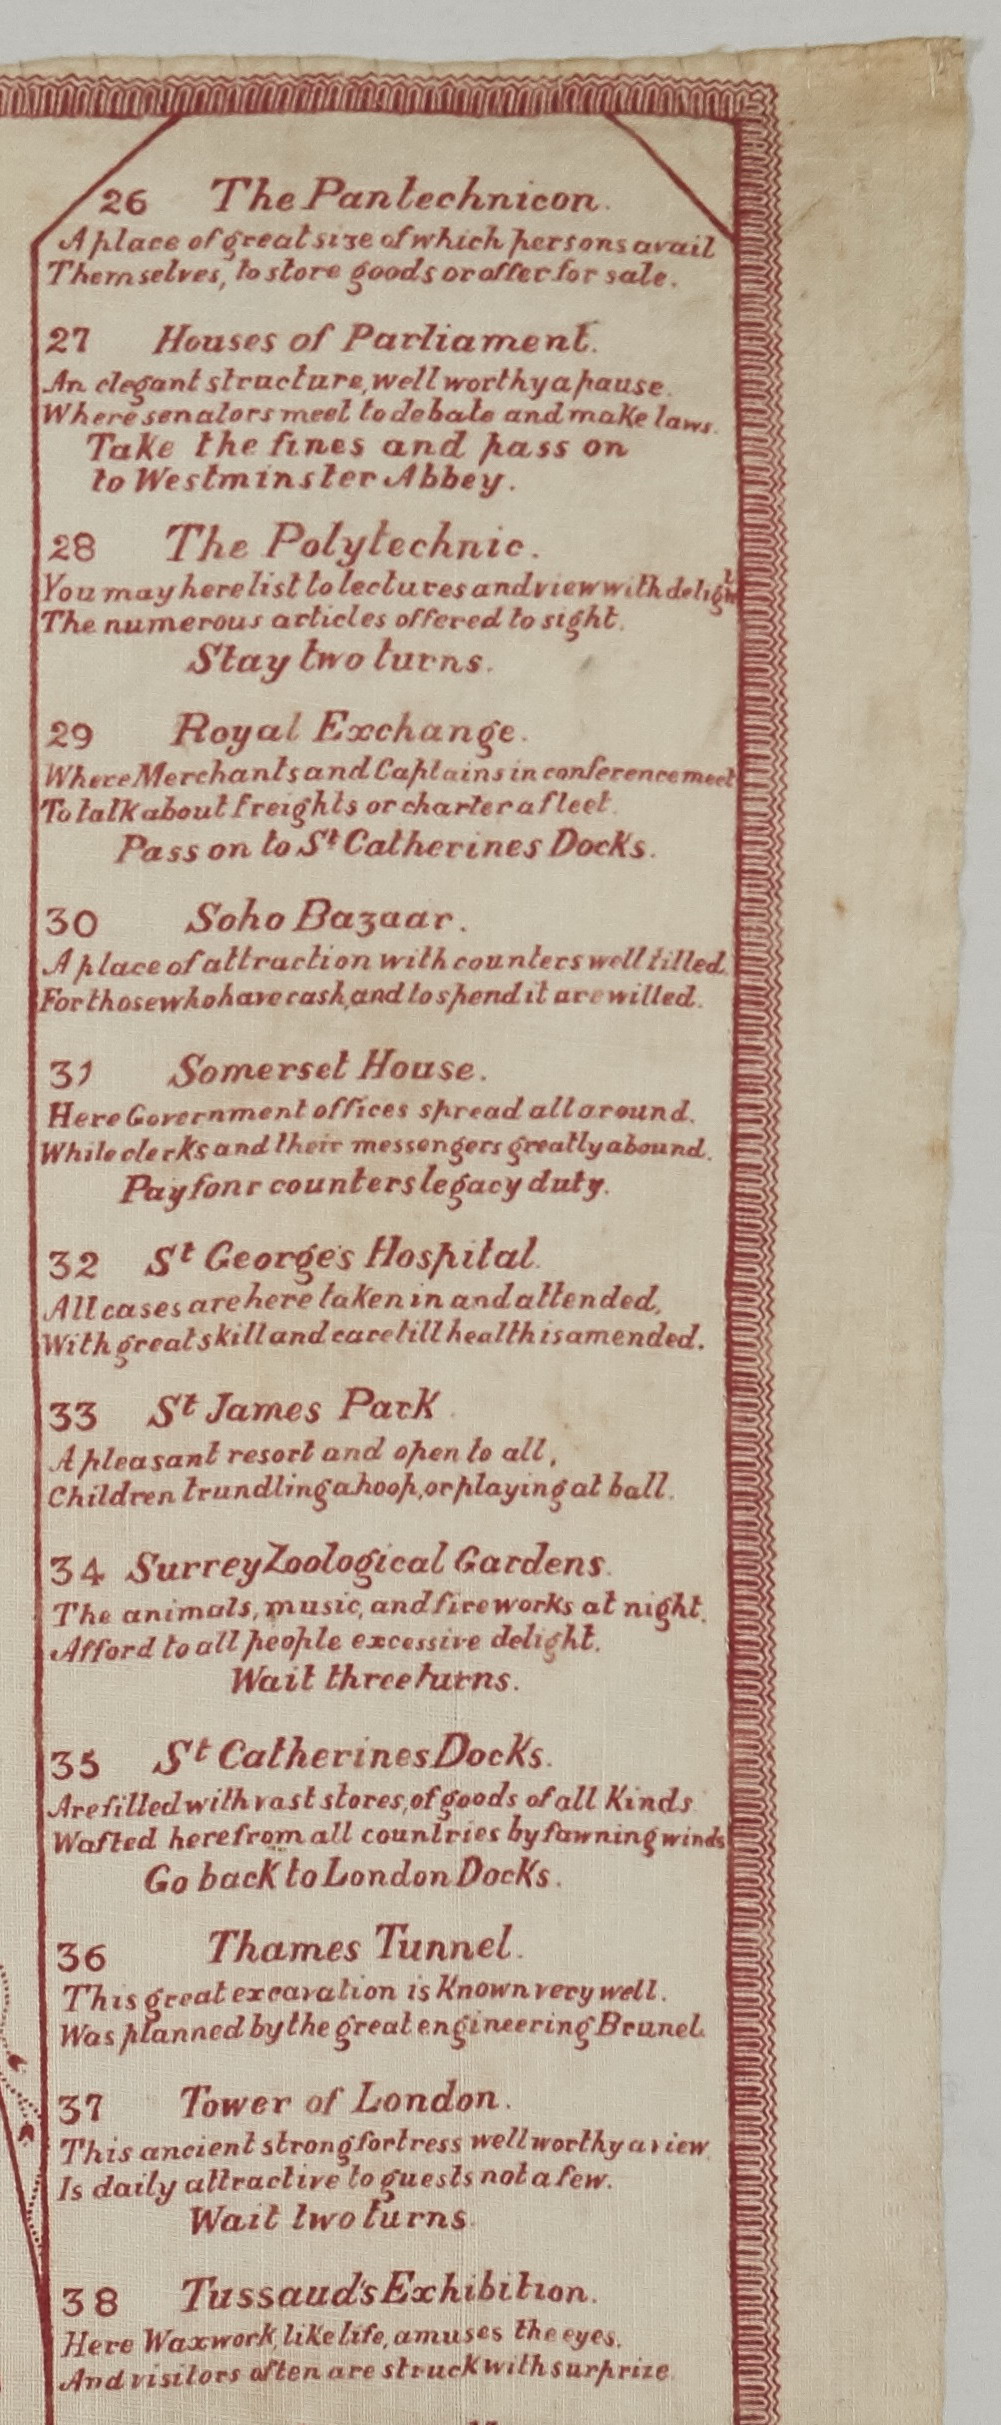 26 The Pantechnicon.
A place of great size of which persons avail
Themselves, to store goods or offer for sale.
27 Houses of Parliament.
An elegant structure, well worthy a pause.
Where senators meet to debate and make laws.
Take the fines and pass on
to Westminster Abbey.
28 The Polytechnic.
You may here list to lectures and view with delight
The numerous articles offered to sight.
Stay two turns.
29 Royal Exchange.
Where Merchants and Captains in conference meet
To talk about freights or charter a fleet.
Pass on to St Catherines Docks.
30 Soho Bazaar.
A place of attraction with counters well filled.
For those who have cash, and to spend it are willed.
31 Somerset House.
Here Government offices spread all around.
While clerks and their messengers greatly abound.
Pay fonr counters legacy duty.
32 St George's Hospital.
All cases are here taken in and attended,
With great skill and care till health is amended.
33 St James Park.
A pleasant resort and open to all,
Children trundling a hoop, or playing at ball.
34 Surrey Zoological Gardens.
The animals, music, and fireworks at night.
Afford to all people excessive delight.
Wait three turns.
35 St Catherines Docks.
Are filled with vast stores, of goods of all Kinds
Wafted here from all countries by fawning winds
Go back to London Docks.
36 Thames Tunnel.
This great excavation is Known very well.
Was planned by the great engineering Brunel.
37 Tower of London.
This ancient strong fortress well worthy a view.
Is daily attractive to guests not a few.
Wait two turns.
38 Tussaud's Exhibition.
Here Waxwork, like life, amuses the eyes.
And visitors often are struck with surprize.